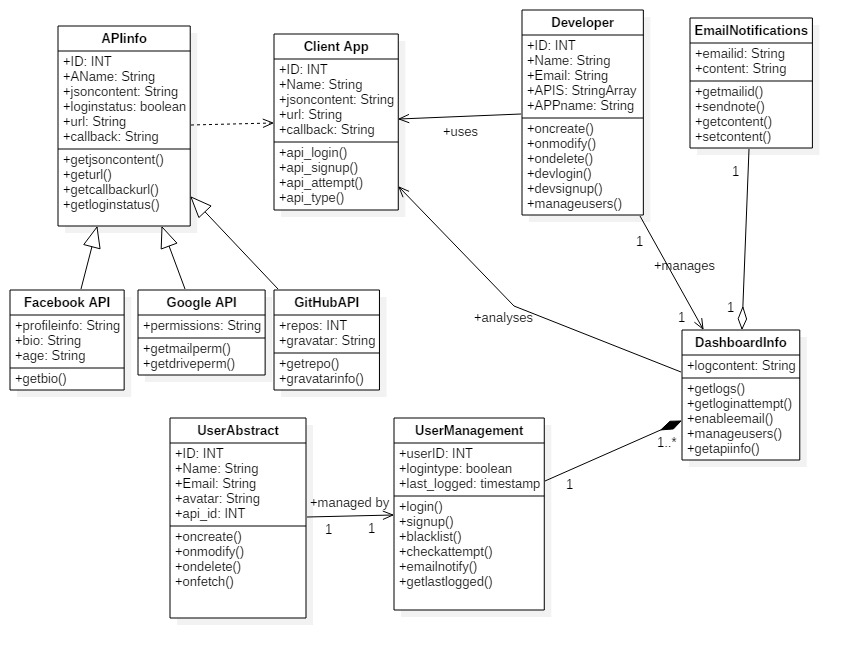 APIinfo
+ID: INT
+AName: String
+jsoncontent: String
+loginstatus: boolean
+url: String
+callback: String
+getjsoncontent()
+geturl()
+getcallbackurl()
+getloginstatus()
Client App
+ID: INT
+Name: String
+jsoncontent: String
+url: String
+callback: String
+api_login()
+api_signup()
+api_attempt()
+api_type()
+uses
Developer
+ID: INT
+Name: String
+Email: String
+APIS: StringArray
+APPname: String
+oncreate()
+onmodify()
+ondelete()
+devlogin()
+devsignup()
+manageusers()
EmailNotifications
+emailid: String
+content: String
+getmailid()
+sendnote()
+getcontent()
+setcontent()
1
1
+manages
1
1
+analyses
Facebook API
+profileinfo: String
+bio: String
+age: String
+getbio()
Google API
+permissions: String
+getmailperm()
+getdriveperm()
GitHubAPI
+repos: INT
+gravatar: String
+getrepo()
+gravatarinfo()
DashboardInfo
+logcontent: String
+getlogs()
+getloginattempt()
+enableemail()
+manageusers()
+getapiinfo()
UserAbstract
+ID: INT
+Name: String
+Email: String
+avatar: String
+api_id: INT
+oncreate()
+onmodify()
+ondelete()
+onfetch()
+managed by
1
1
UserManagement
+userID: INT
+logintype: boolean
+last_logged: timestamp
+login()
+signup()
+blacklist()
+checkattempt()
+emailnotify()
+getlastlogged()
1..*
1